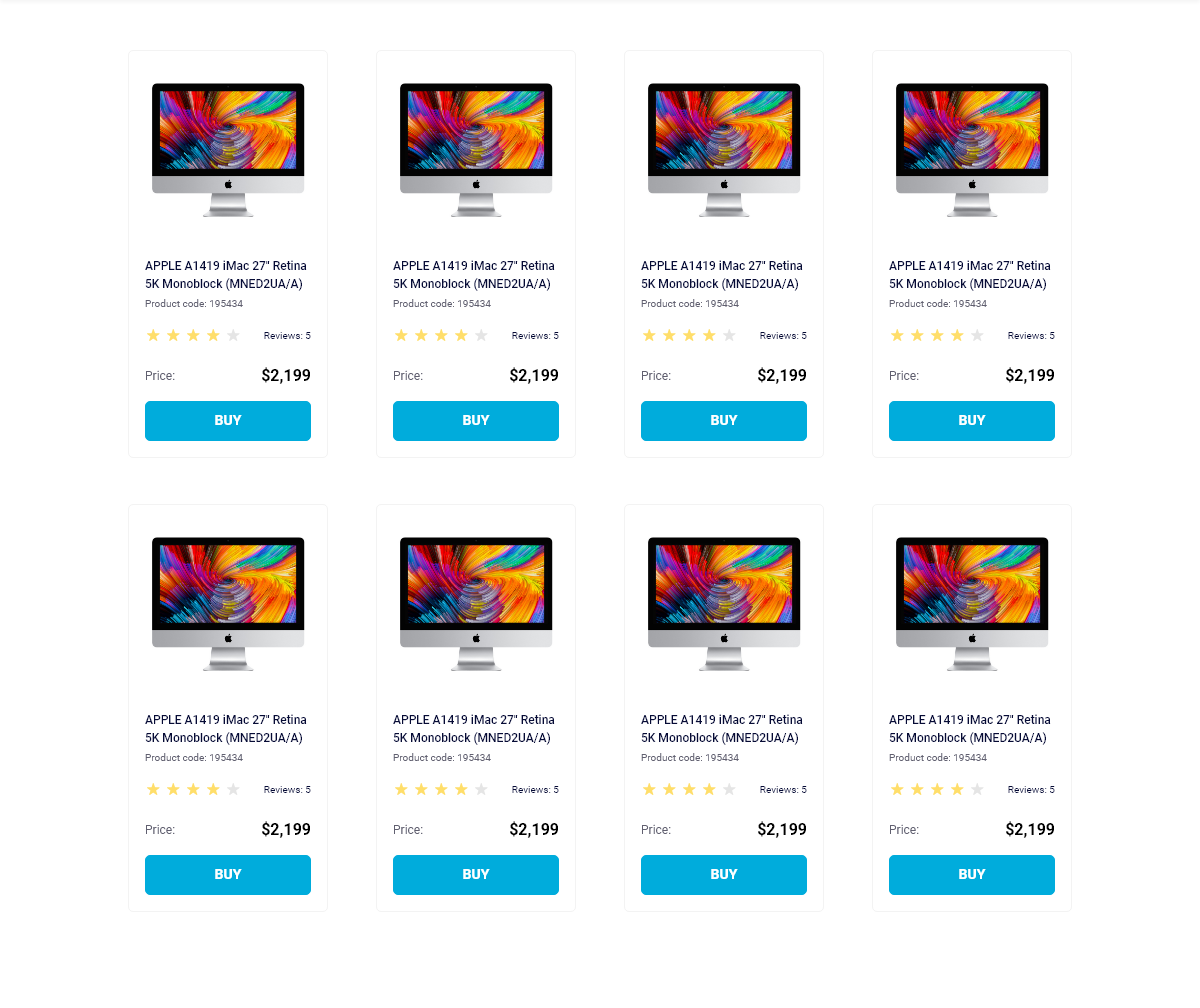 APPLE A1419 iMac 27" Retina
5K Monoblock (MNED2UA/A)
Product code: 195434
Reviews: 5
Price: $2,199
BUY
APPLE A1419 iMac 27" Retina
5K Monoblock (MNED2UA/A)
Product code: 195434
Reviews: 5
Price: $2,199
BUY
APPLE A1419 iMac 27" Retina
5K Monoblock (MNED2UA/A)
Product code: 195434
Reviews: 5
Price: $2,199
BUY
APPLE A1419 iMac 27" Retina
5K Monoblock (MNED2UA/A)
Product code: 195434
Reviews: 5
Price: $2,199
BUY
APPLE A1419 iMac 27" Retina
5K Monoblock (MNED2UA/A)
Product code: 195434
Reviews: 5
Price: $2,199
BUY
APPLE A1419 iMac 27" Retina
5K Monoblock (MNED2UA/A)
Product code: 195434
Reviews: 5
Price: $2,199
BUY
APPLE A1419 iMac 27" Retina
5K Monoblock (MNED2UA/A)
Product code: 195434
Reviews: 5
Price: $2,199
BUY
APPLE A1419 iMac 27" Retina
5K Monoblock (MNED2UA/A)
Product code: 195434
Reviews: 5
Price: $2,199
BUY